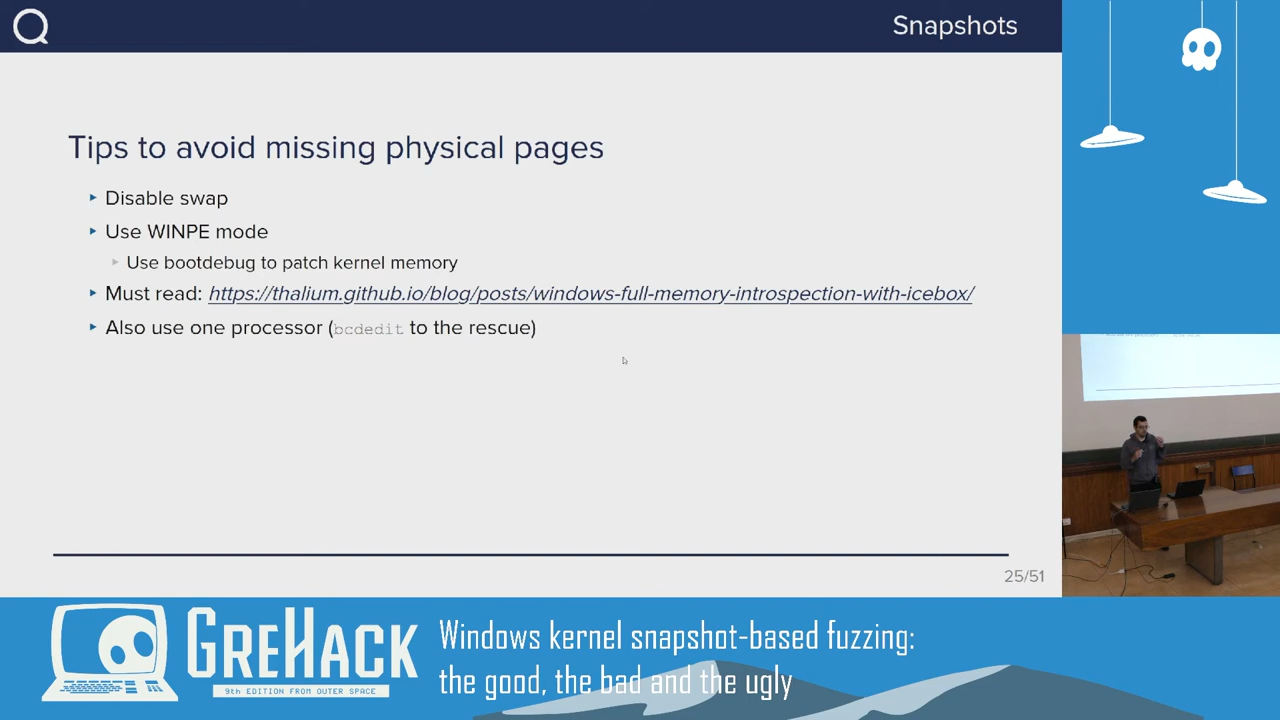 Snapshots
Tips to avoid missing physical pages
Disable swap
Use WINPE mode
Use bootdebug to patch kernel memory
Must read: https://thalium.github.io/blog/posts/windows-full-memory-introspection-with-icebox/
Also use one processor (bcdedit to the rescue)
25/51
GREHACK
9th EDITION FROM OUTER SPACE
Windows kernel snapshot-based fuzzing:
the good, the bad and the ugly